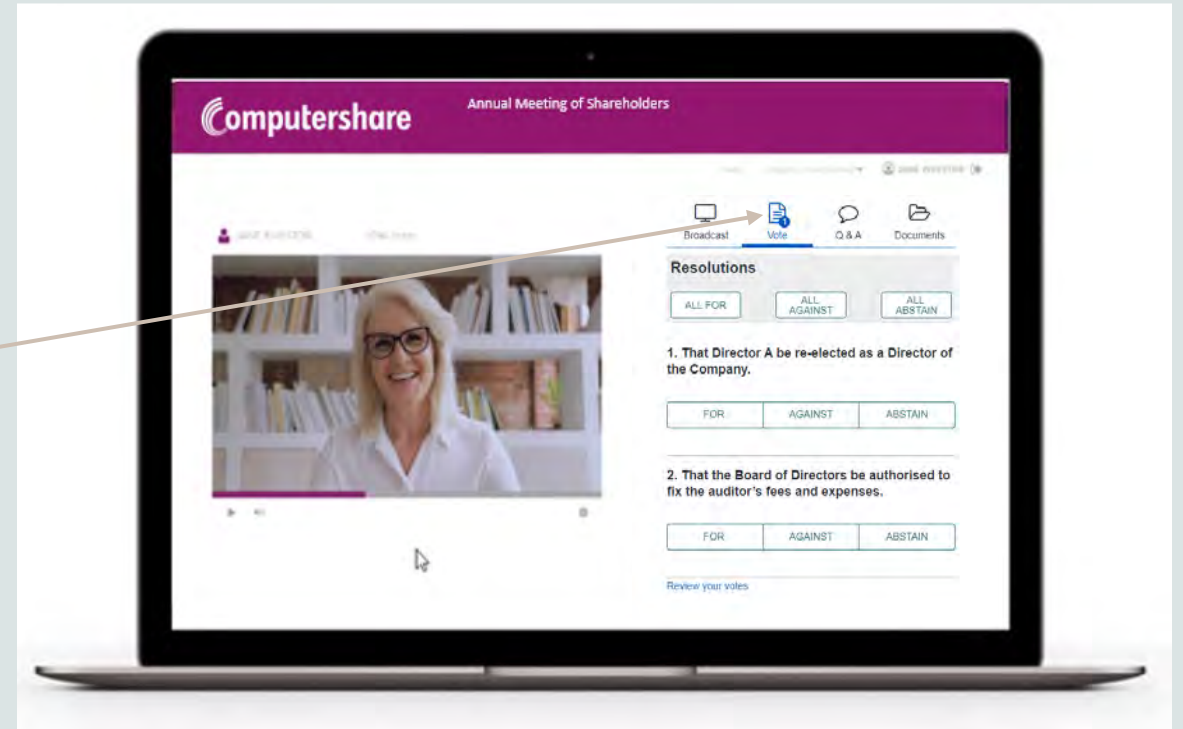 Computershare
Annual Meeting of Shareholders
Broadcast
1
Vote
Q & A
Documents
Resolutions
ALL FOR
ALL
AGAINST
ALL
ABSTAIN
1. That Director A be re-elected as a Director of
the Company.
FOR AGAINST ABSTAIN
2. That the Board of Directors be authorised to
fix the auditor's fees and expenses.
FOR AGAINST ABSTAIN
Review your votes